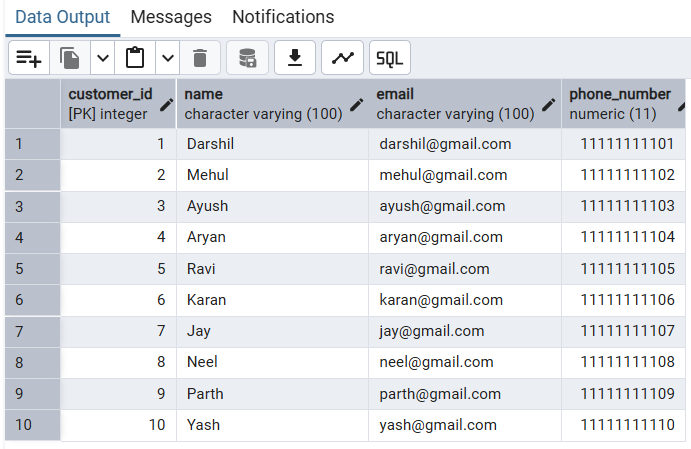 Data Output Messages Notifications
SQL
customer_id name email phone_number
[PK] integer character varying (100) character varying (100) numeric (11)
1 1 Darshil darshil@gmail.com 11111111101
2 2 Mehul mehul@gmail.com 11111111102
3 3 Ayush ayush@gmail.com 11111111103
4 4 Aryan aryan@gmail.com 11111111104
5 5 Ravi ravi@gmail.com 11111111105
6 6 Karan karan@gmail.com 11111111106
7 7 Jay jay@gmail.com 11111111107
8 8 Neel neel@gmail.com 11111111108
9 9 Parth parth@gmail.com 11111111109
10 10 Yash yash@gmail.com 11111111110